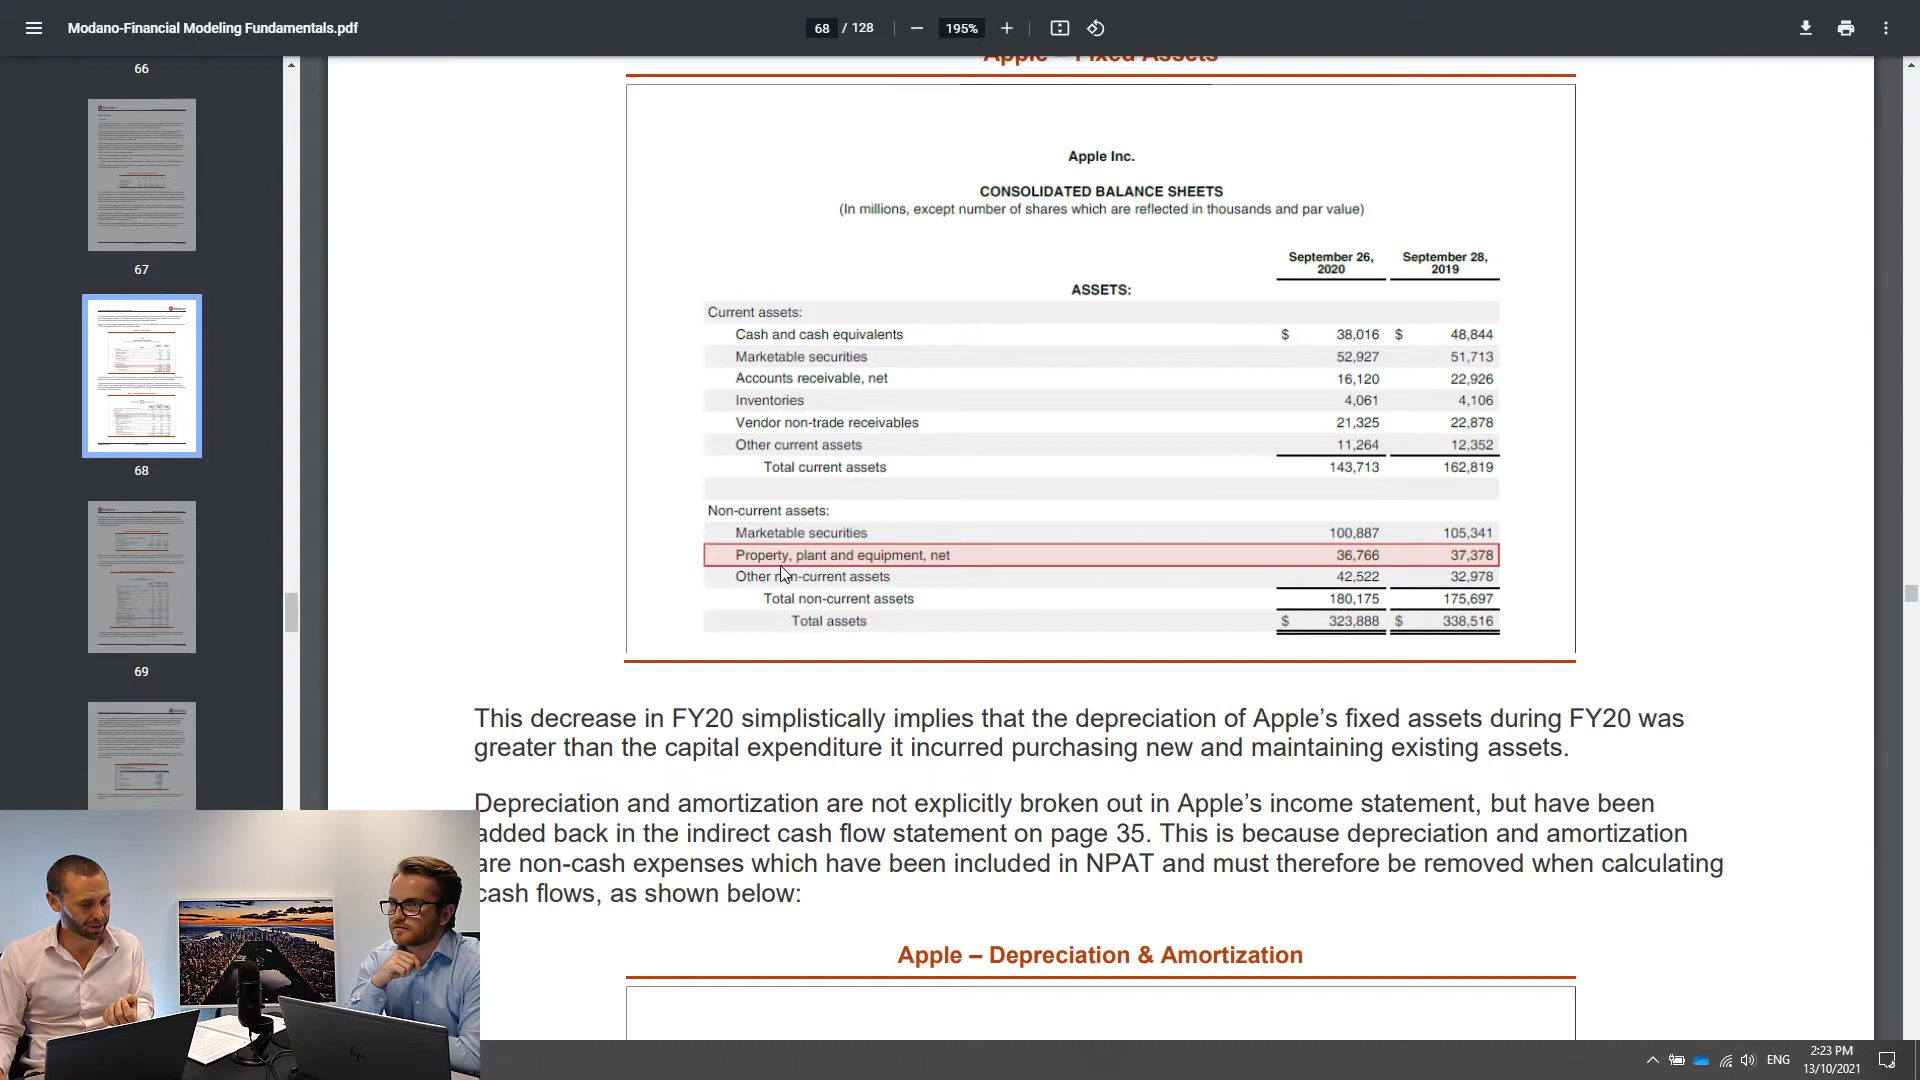 Modano-Financial Modeling Fundamentals.pdf
68 / 128
195%
66
67
68
69
Apple – Fixed Assets
Apple Inc.
CONSOLIDATED BALANCE SHEETS
(In millions, except number of shares which are reflected in thousands and par value)
September 26, 2020
September 28, 2019
ASSETS:
Current assets:
Cash and cash equivalents $ 38,016 $ 48,844
Marketable securities 52,927 51,713
Accounts receivable, net 16,120 22,926
Inventories 4,061 4,106
Vendor non-trade receivables 21,325 22,878
Other current assets 11,264 12,352
Total current assets 143,713 162,819
Non-current assets:
Marketable securities 100,887 105,341
Property, plant and equipment, net 36,766 37,378
Other non-current assets 42,522 32,978
Total non-current assets 180,175 175,697
Total assets $ 323,888 $ 338,516
This decrease in FY20 simplistically implies that the depreciation of Apple's fixed assets during FY20 was
greater than the capital expenditure it incurred purchasing new and maintaining existing assets.
Depreciation and amortization are not explicitly broken out in Apple's income statement, but have been
added back in the indirect cash flow statement on page 35. This is because depreciation and amortization
are non-cash expenses which have been included in NPAT and must therefore be removed when calculating
cash flows, as shown below:
Apple – Depreciation & Amortization
ENG
2:23 PM
13/10/2021